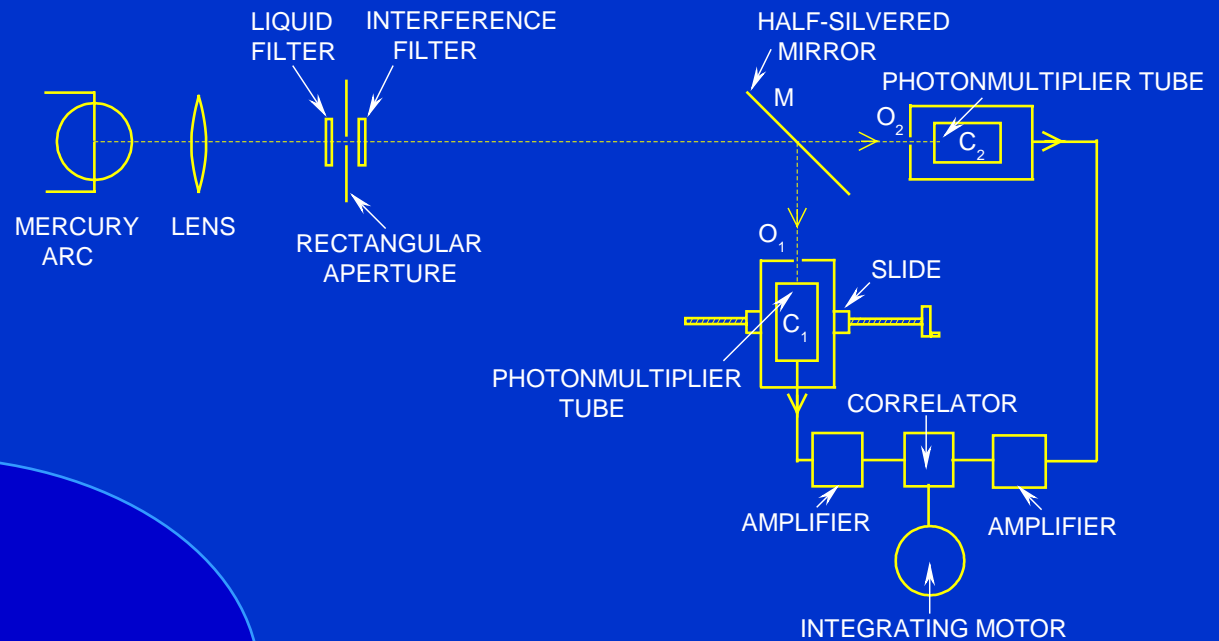 LIQUID
FILTER
INTERFERENCE
FILTER
HALF-SILVERED
MIRROR
M
PHOTONMULTIPLIER TUBE
O2
C2
MERCURY
ARC
LENS
RECTANGULAR
APERTURE
O1
SLIDE
C1
PHOTONMULTIPLIER
TUBE
CORRELATOR
AMPLIFIER
AMPLIFIER
INTEGRATING MOTOR